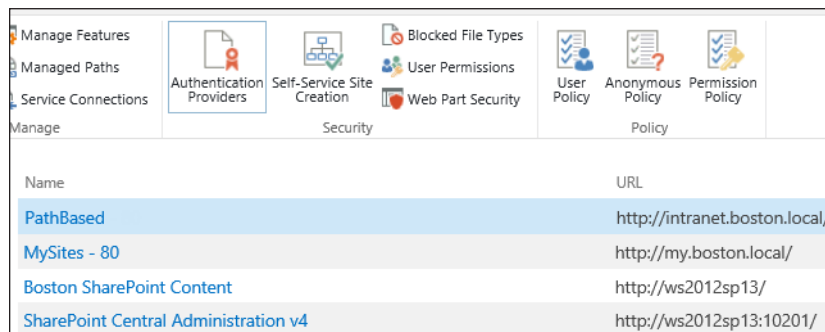 Manage Features
Managed Paths
Service Connections
Manage
Authentication
Providers
Self-Service Site
Creation
Blocked File Types
User Permissions
Web Part Security
Security
User
Policy
Anonymous
Policy
Permission
Policy
Policy
Name URL
PathBased http://intranet.boston.local/
MySites - 80 http://my.boston.local/
Boston SharePoint Content http://ws2012sp13/
SharePoint Central Administration v4 http://ws2012sp13:10201/